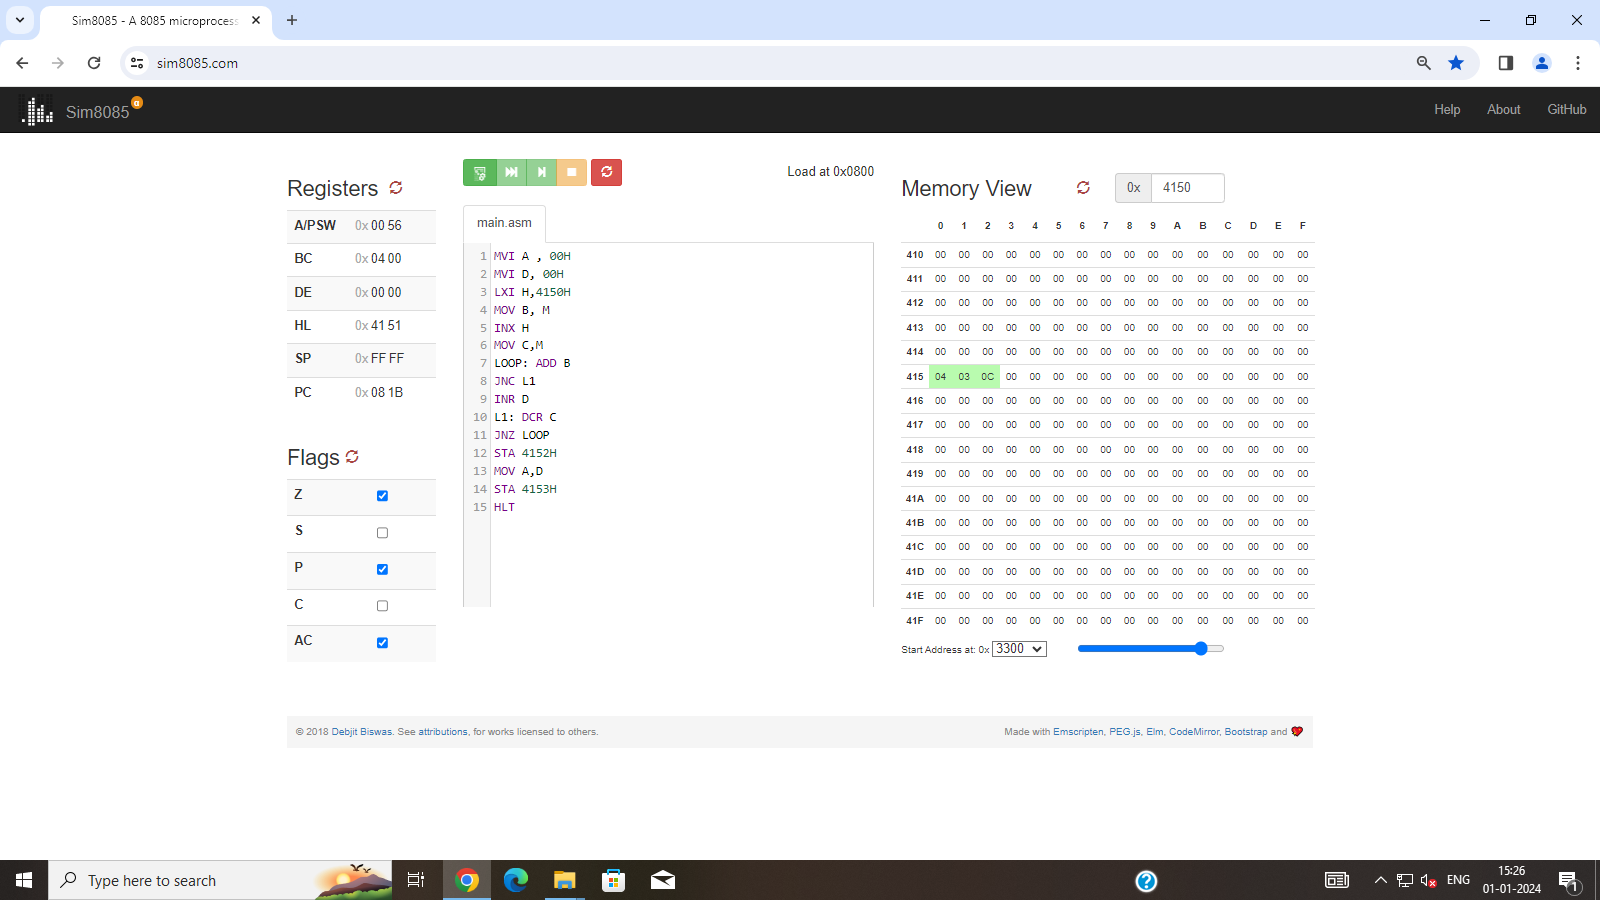 Sim8085 - A 8085 microprocess
sim8085.com
Sim8085 α
Help About GitHub
Registers
A/PSW 0x 00 56
BC 0x 04 00
DE 0x 00 00
HL 0x 41 51
SP 0x FF FF
PC 0x 08 1B
Flags
Z
S
P
C
AC
Load at 0x0800
main.asm
1 MVI A , 00H
2 MVI D, 00H
3 LXI H,4150H
4 MOV B, M
5 INX H
6 MOV C,M
7 LOOP: ADD B
8 JNC L1
9 INR D
10 L1: DCR C
11 JNZ LOOP
12 STA 4152H
13 MOV A,D
14 STA 4153H
15 HLT
Memory View 0x 4150
0 1 2 3 4 5 6 7 8 9 A B C D E F
410 00 00 00 00 00 00 00 00 00 00 00 00 00 00 00 00
411 00 00 00 00 00 00 00 00 00 00 00 00 00 00 00 00
412 00 00 00 00 00 00 00 00 00 00 00 00 00 00 00 00
413 00 00 00 00 00 00 00 00 00 00 00 00 00 00 00 00
414 00 00 00 00 00 00 00 00 00 00 00 00 00 00 00 00
415 04 03 0C 00 00 00 00 00 00 00 00 00 00 00 00 00
416 00 00 00 00 00 00 00 00 00 00 00 00 00 00 00 00
417 00 00 00 00 00 00 00 00 00 00 00 00 00 00 00 00
418 00 00 00 00 00 00 00 00 00 00 00 00 00 00 00 00
419 00 00 00 00 00 00 00 00 00 00 00 00 00 00 00 00
41A 00 00 00 00 00 00 00 00 00 00 00 00 00 00 00 00
41B 00 00 00 00 00 00 00 00 00 00 00 00 00 00 00 00
41C 00 00 00 00 00 00 00 00 00 00 00 00 00 00 00 00
41D 00 00 00 00 00 00 00 00 00 00 00 00 00 00 00 00
41E 00 00 00 00 00 00 00 00 00 00 00 00 00 00 00 00
41F 00 00 00 00 00 00 00 00 00 00 00 00 00 00 00 00
Start Address at: 0x 3300
© 2018 Debjit Biswas. See attributions, for works licensed to others.
Made with Emscripten, PEG.js, Elm, CodeMirror, Bootstrap and
Type here to search
ENG
15:26
01-01-2024
1